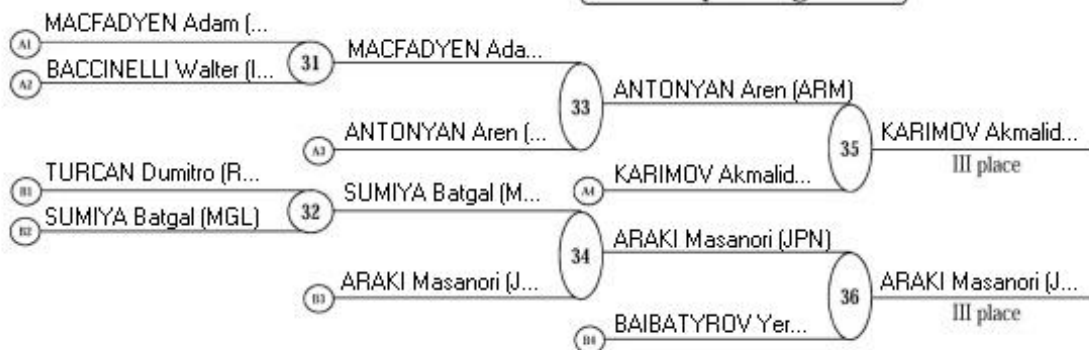 MACFADYEN Adam (...
A1
BACCINELLI Walter (I...
A2
31
MACFADYEN Ada...
33
ANTONYAN Aren (ARM)
ANTONYAN Aren (...
A3
35
KARIMOV Akmalid...
III place
KARIMOV Akmalid...
A4
TURCAN Dumitro (R...
B1
SUMIYA Batgal (MGL)
B2
32
SUMIYA Batgal (M...
34
ARAKI Masanori (JPN)
ARAKI Masanori (J...
B3
36
ARAKI Masanori (J...
III place
BAIBATYROV Yer...
B4